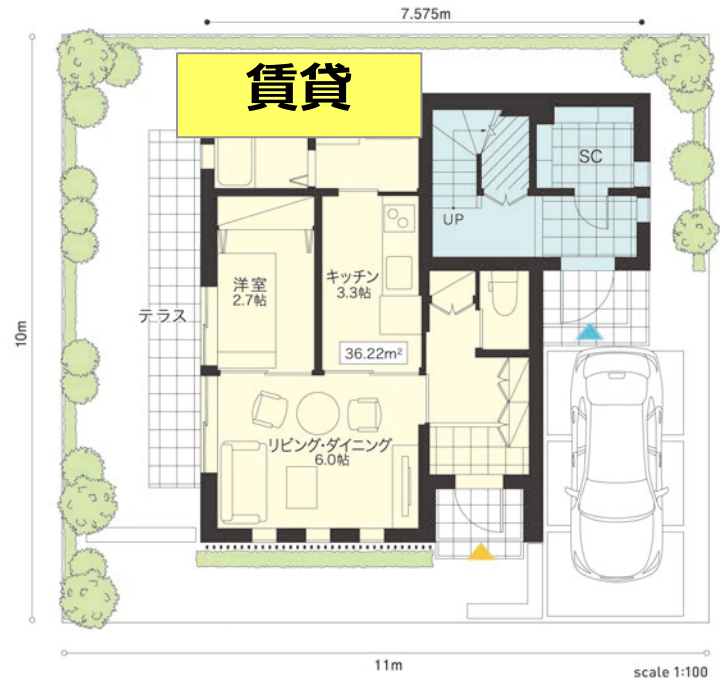 7.575m
賃貸
SC
UP
洋室
2.7帖
キッチン
3.3帖
テラス
36.22m²
10m
リビング・ダイニング
6.0帖
11m
scale 1:100